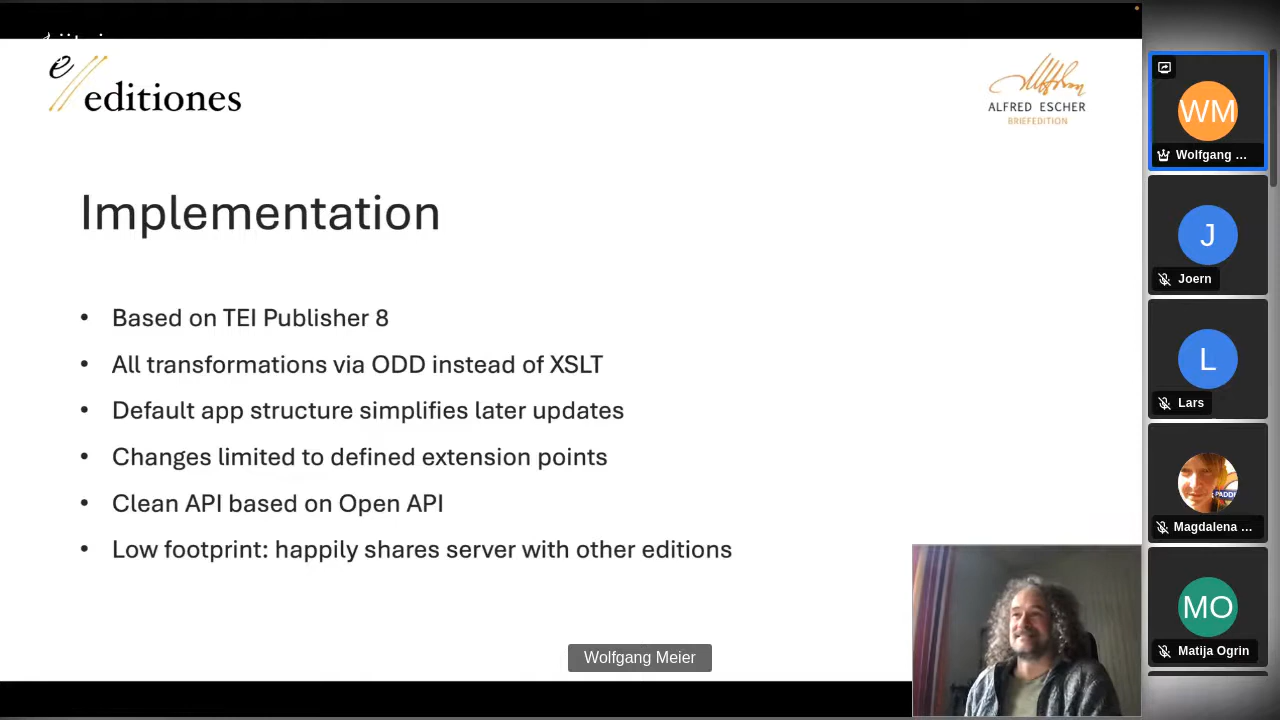 e
editiones
ALFRED ESCHER
BRIEFEDITION
Implementation
• Based on TEI Publisher 8
• All transformations via ODD instead of XSLT
• Default app structure simplifies later updates
• Changes limited to defined extension points
• Clean API based on Open API
• Low footprint: happily shares server with other editions
Wolfgang Meier
WM
Wolfgang ...
J
Joern
L
Lars
Magdalena ...
MO
Matija Ogrin